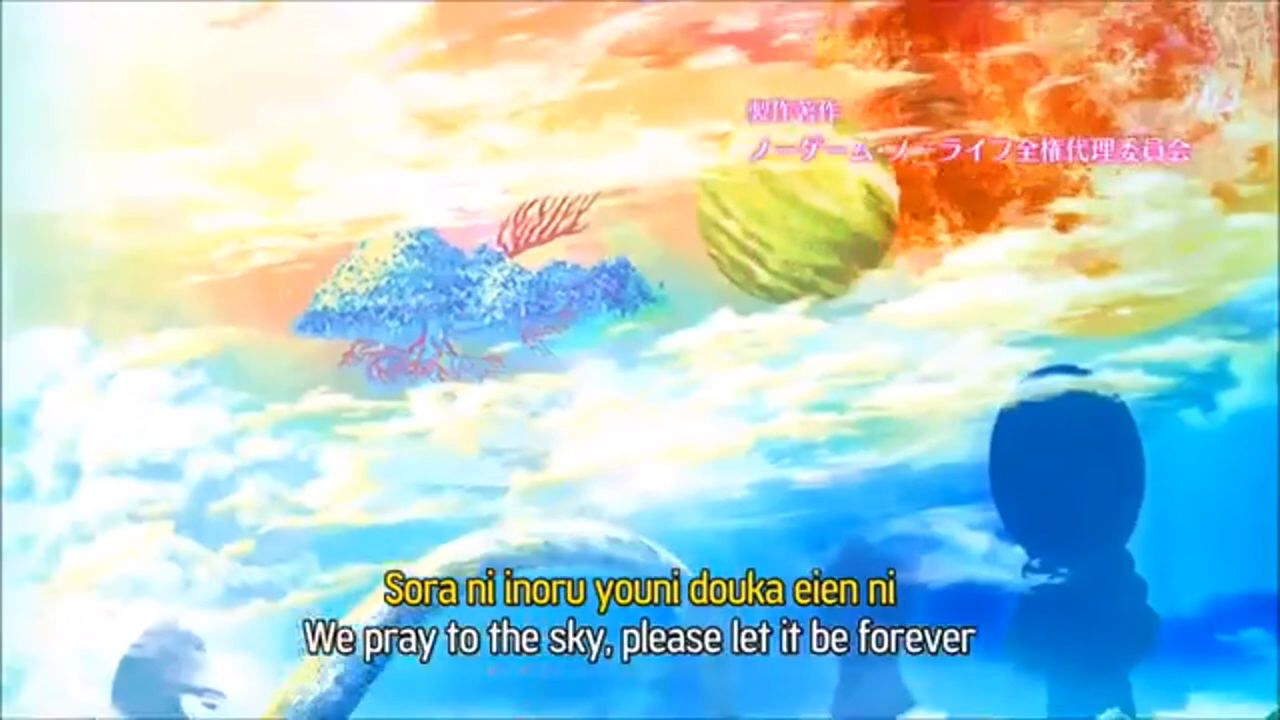 製作著作
ノーゲーム・ノーライフ全権代理委員会
Sora ni inoru youni douka eien ni
We pray to the sky, please let it be forever